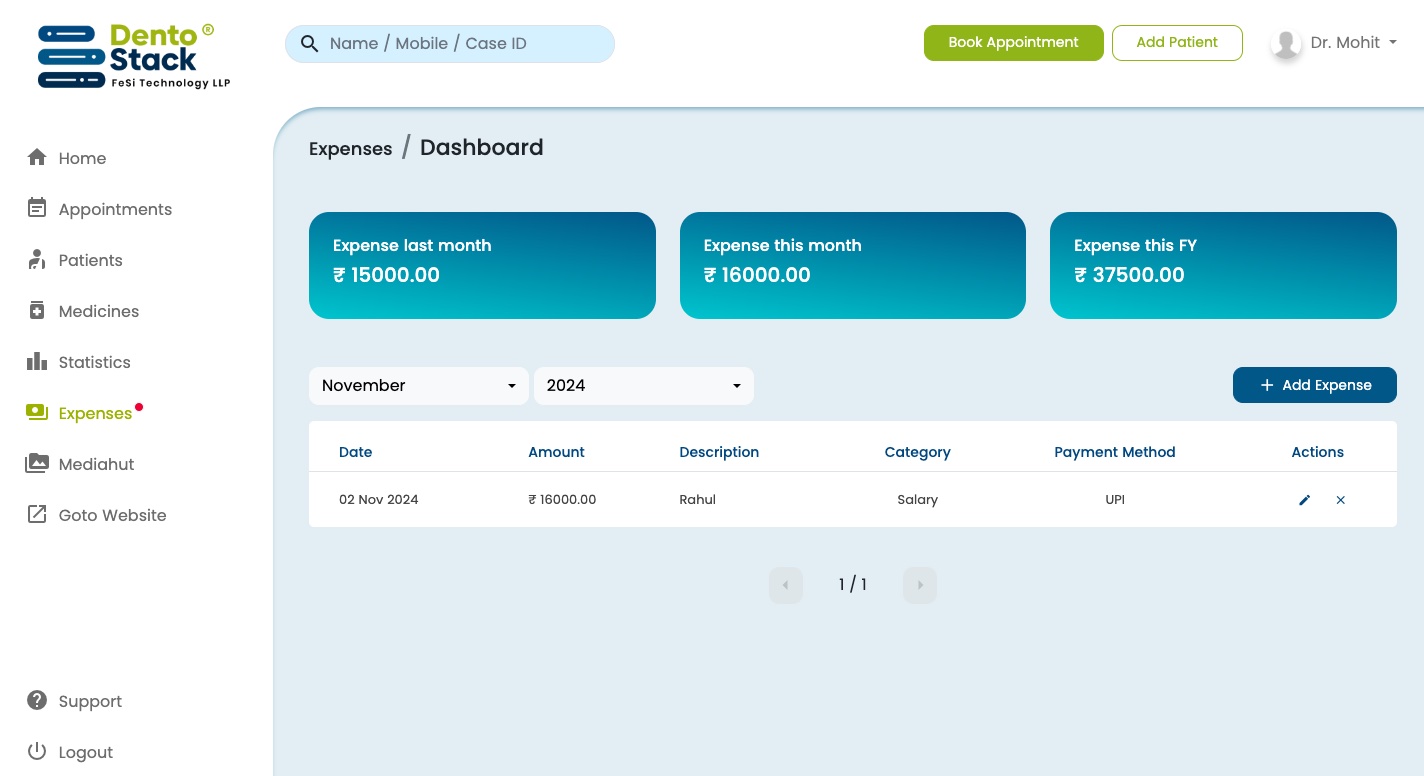 Dento ®
Stack
FeSi Technology LLP
Name / Mobile / Case ID
Book Appointment
Add Patient
Dr. Mohit
Home
Appointments
Patients
Medicines
Statistics
Expenses
Mediahut
Goto Website
Support
Logout
Expenses / Dashboard
Expense last month
₹ 15000.00
Expense this month
₹ 16000.00
Expense this FY
₹ 37500.00
November
2024
+ Add Expense
Date Amount Description Category Payment Method Actions
02 Nov 2024 ₹ 16000.00 Rahul Salary UPI
1 / 1